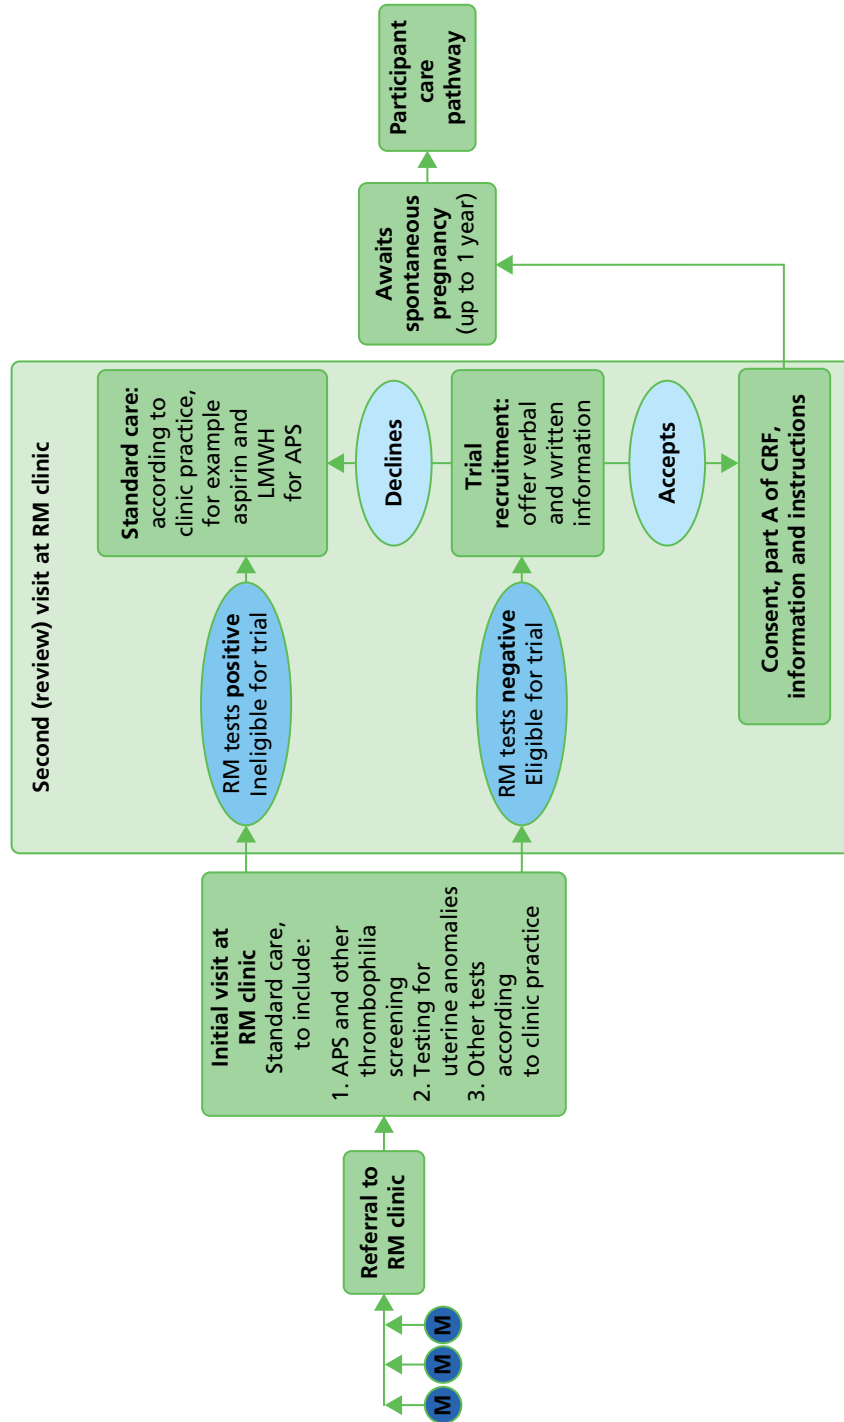 M
M
M
Referral to
RM clinic
Initial visit at
RM clinic
Standard care,
to include:
1. APS and other
thrombophilia
screening
2. Testing for
uterine anomalies
3. Other tests
according
to clinic practice
Second (review) visit at RM clinic
RM tests positive
Ineligible for trial
RM tests negative
Eligible for trial
Standard care:
according to
clinic practice,
for example
aspirin and
LMWH
for APS
Declines
Trial
recruitment:
offer verbal
and written
information
Accepts
Consent, part A of CRF,
information and instructions
Awaits
spontaneous
pregnancy
(up to 1 year)
Participant
care
pathway